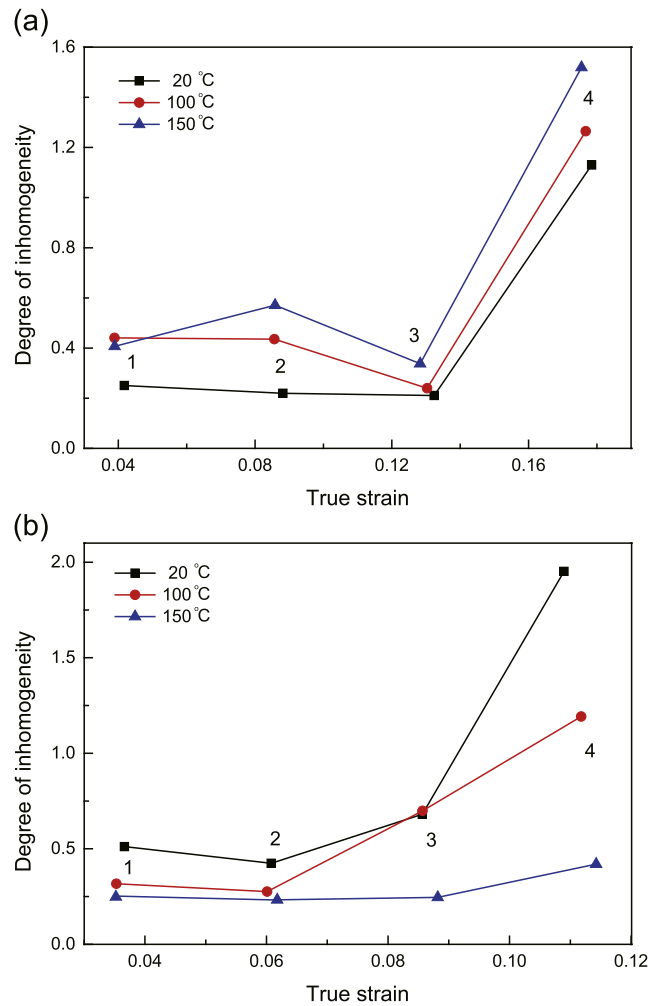 (a)
1.6
1.2
0.8
0.4
0.0
Degree of inhomogeneity
20 °C
100 °C
150 °C
1
2
3
4
0.04
0.08
0.12
0.16
True strain
(b)
2.0
1.5
1.0
0.5
0.0
Degree of inhomogeneity
20 °C
100 °C
150 °C
1
2
3
4
0.04
0.06
0.08
0.10
0.12
True strain